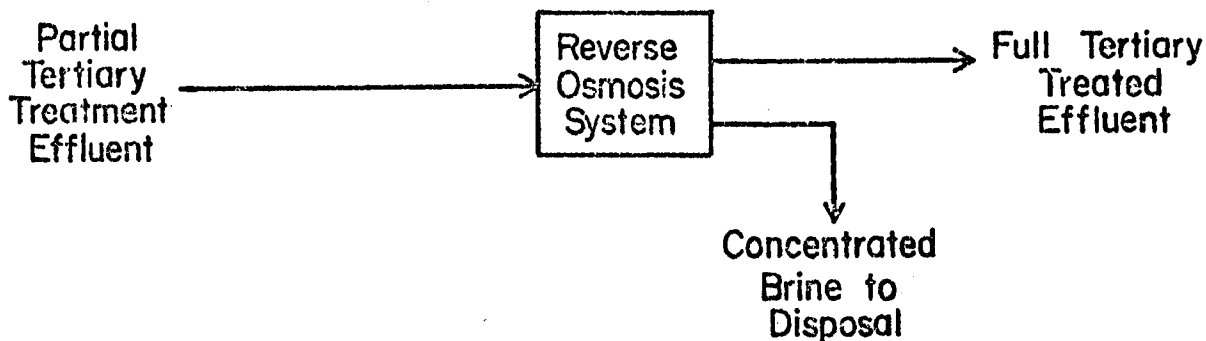 Partial
Tertiary
Treatment
Effluent
Reverse
Osmosis
System
Full Tertiary
Treated
Effluent
Concentrated
Brine to
Disposal